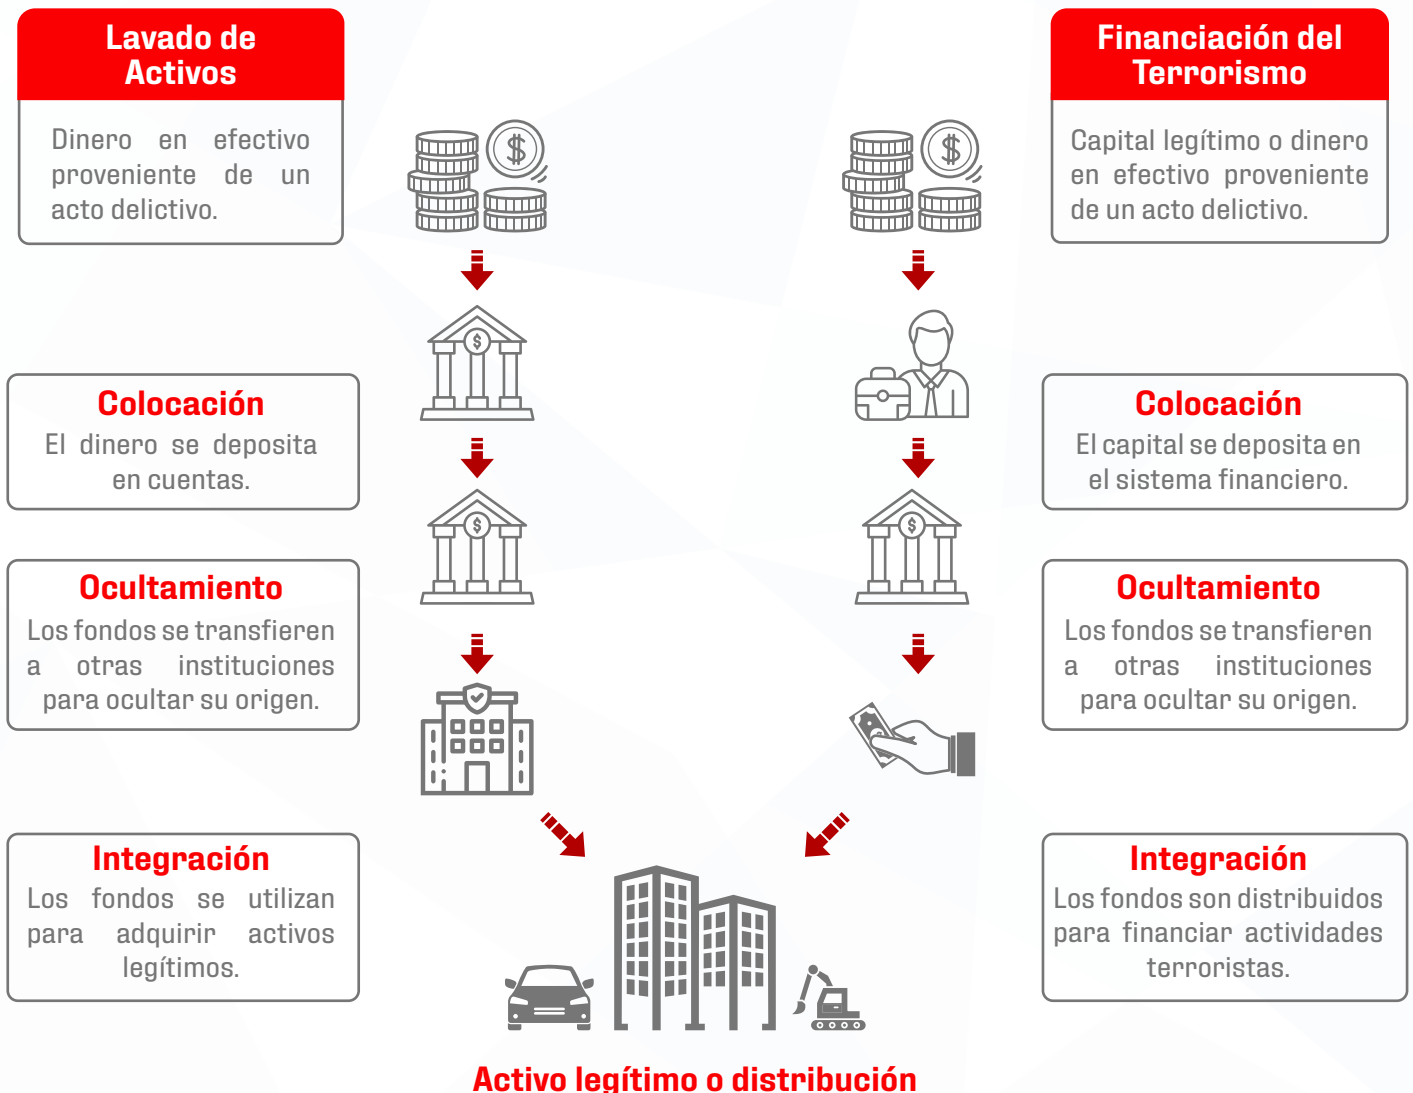 Lavado de
Activos
Dinero en efectivo
proveniente de un
acto delictivo.
Financiación del
Terrorismo
Capital legítimo o dinero
en efectivo proveniente
de un acto delictivo.
Colocación
El dinero se deposita
en cuentas.
Colocación
El capital se deposita en
el sistema financiero.
Ocultamiento
Los fondos se transfieren
a otras instituciones
para ocultar su origen.
Ocultamiento
Los fondos se transfieren
a otras instituciones
para ocultar su origen.
Integración
Los fondos se utilizan
para adquirir activos
legítimos.
Integración
Los fondos son distribuidos
para financiar actividades
terroristas.
Activo legítimo o distribución